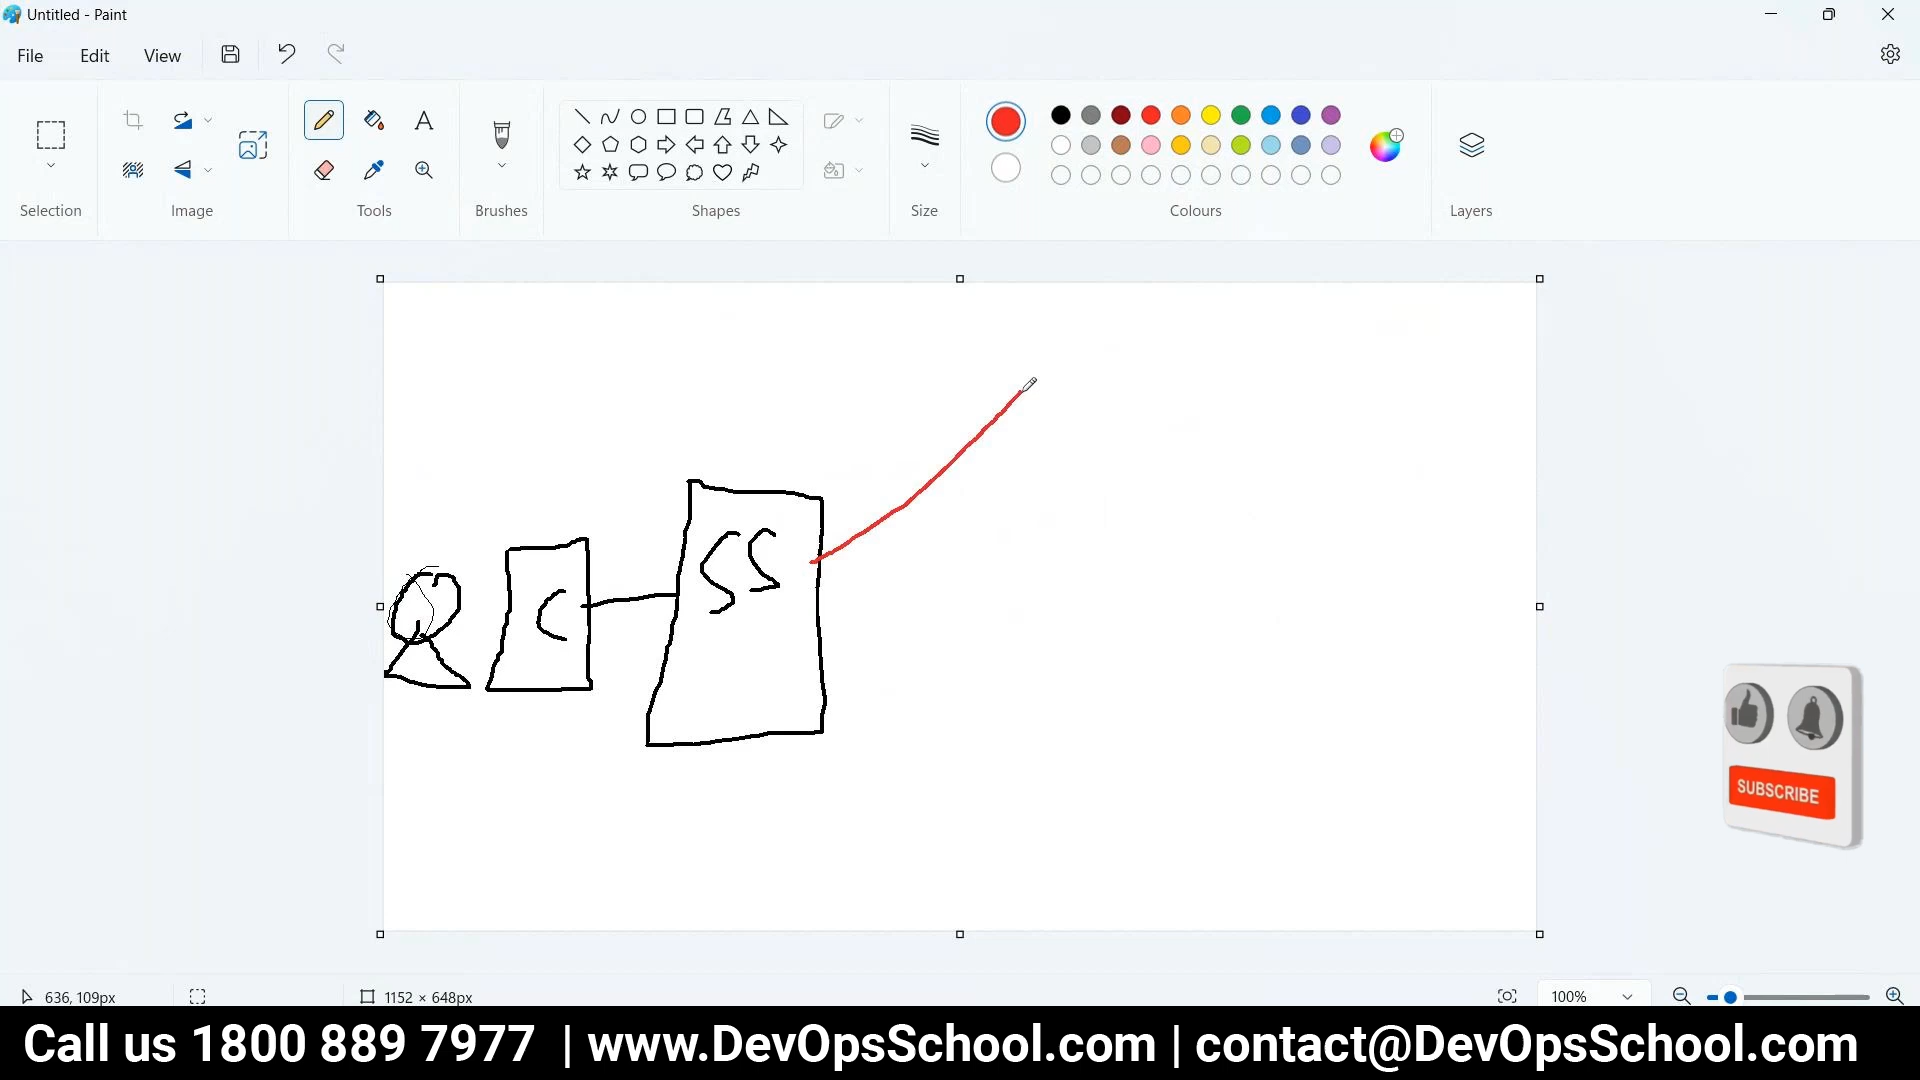 Untitled - Paint
File Edit View
Selection Image Tools Brushes Shapes Size Colours Layers
SS
C
SUBSCRIBE
636, 109px 1152 × 648px 100%
Call us 1800 889 7977 | www.DevOpsSchool.com | contact@DevOpsSchool.com